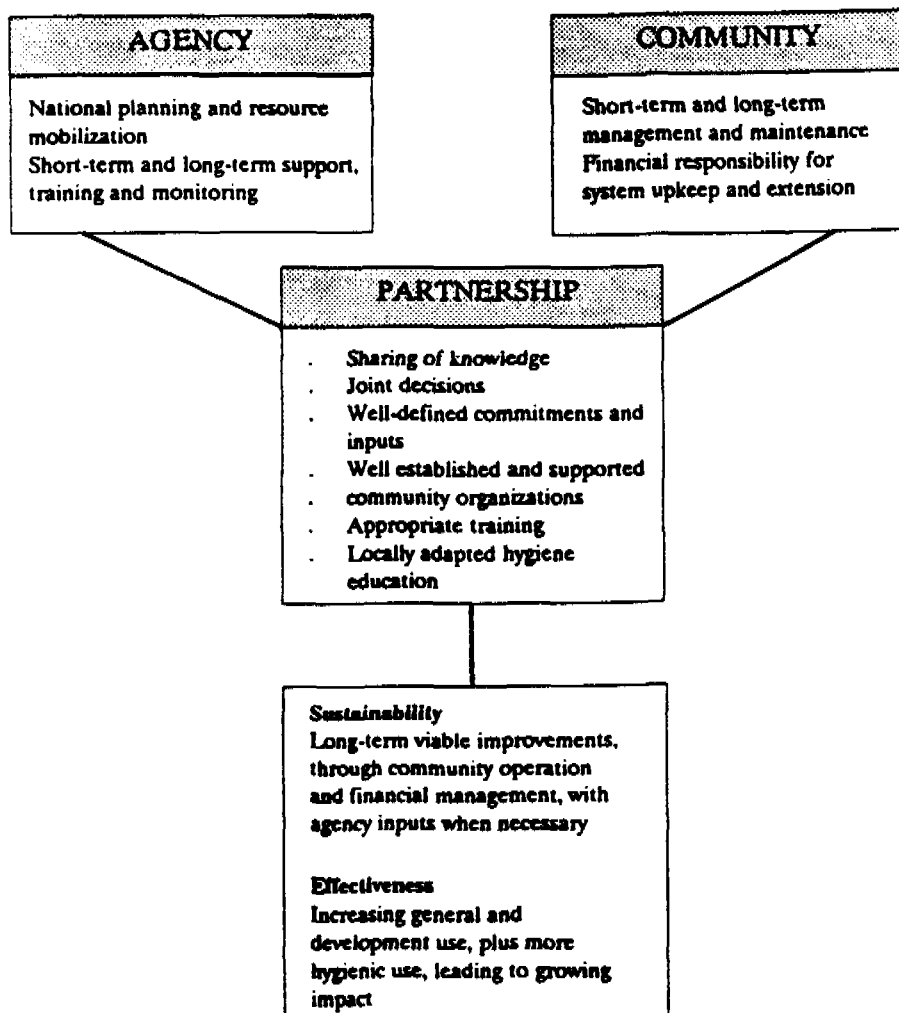 AGENCY
National planning and resource
mobilization
Short-term and long-term support,
training and monitoring
COMMUNITY
Short-term and long-term
management and maintenance
Financial responsibility for
system upkeep and extension
PARTNERSHIP
. Sharing of knowledge
. Joint decisions
. Well-defined commitments and
inputs
. Well established and supported
. community organizations
. Appropriate training
. Locally adapted hygiene
education
Sustainability
Long-term viable improvements,
through community operation
and financial management, with
agency inputs when necessary
Effectiveness
Increasing general and
development use, plus more
hygienic use, leading to growing
impact